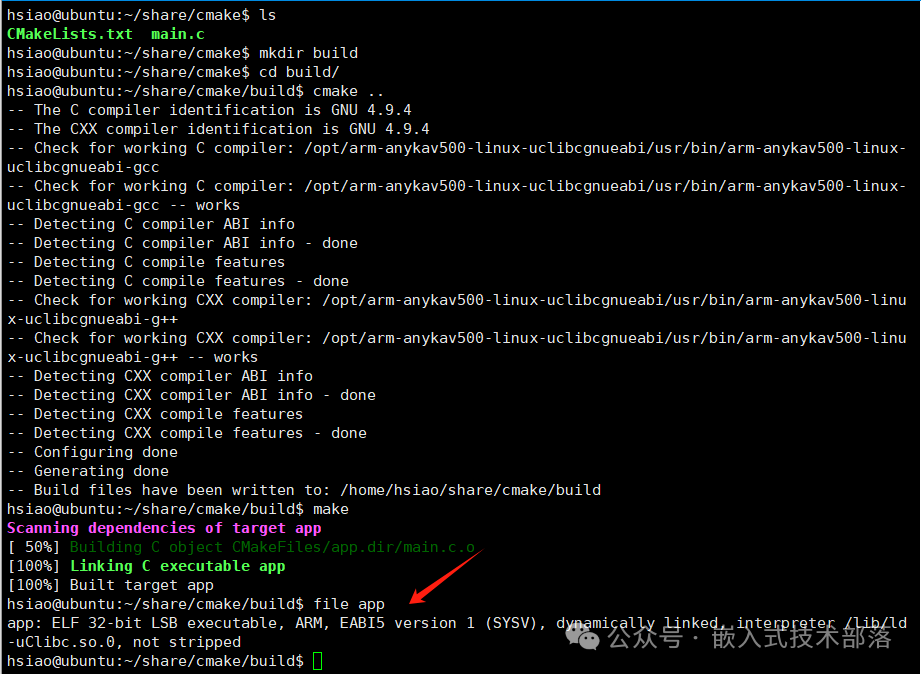 hsiao@ubuntu:~/share/cmake$ ls
CMakeLists.txt  main.c
hsiao@ubuntu:~/share/cmake$ mkdir build
hsiao@ubuntu:~/share/cmake$ cd build/
hsiao@ubuntu:~/share/cmake/build$ cmake ..
-- The C compiler identification is GNU 4.9.4
-- The CXX compiler identification is GNU 4.9.4
-- Check for working C compiler: /opt/arm-anykav500-linux-uclibcgnueabi/usr/bin/arm-anykav500-linux-
uclibcgnueabi-gcc
-- Check for working C compiler: /opt/arm-anykav500-linux-uclibcgnueabi/usr/bin/arm-anykav500-linux-
uclibcgnueabi-gcc -- works
-- Detecting C compiler ABI info
-- Detecting C compiler ABI info - done
-- Detecting C compile features
-- Detecting C compile features - done
-- Check for working CXX compiler: /opt/arm-anykav500-linux-uclibcgnueabi/usr/bin/arm-anykav500-linu
x-uclibcgnueabi-g++
-- Check for working CXX compiler: /opt/arm-anykav500-linux-uclibcgnueabi/usr/bin/arm-anykav500-linu
x-uclibcgnueabi-g++ -- works
-- Detecting CXX compiler ABI info
-- Detecting CXX compiler ABI info - done
-- Detecting CXX compile features
-- Detecting CXX compile features - done
-- Configuring done
-- Generating done
-- Build files have been written to: /home/hsiao/share/cmake/build
hsiao@ubuntu:~/share/cmake/build$ make
Scanning dependencies of target app
[ 50%] Building C object CMakeFiles/app.dir/main.c.o
[100%] Linking C executable app
[100%] Built target app
hsiao@ubuntu:~/share/cmake/build$ file app
app: ELF 32-bit LSB executable, ARM, EABI5 version 1 (SYSV), dynamically linked, interpreter /lib/ld
-uClibc.so.0, not stripped
公众号 · 嵌入式技术部落
hsiao@ubuntu:~/share/cmake/build$